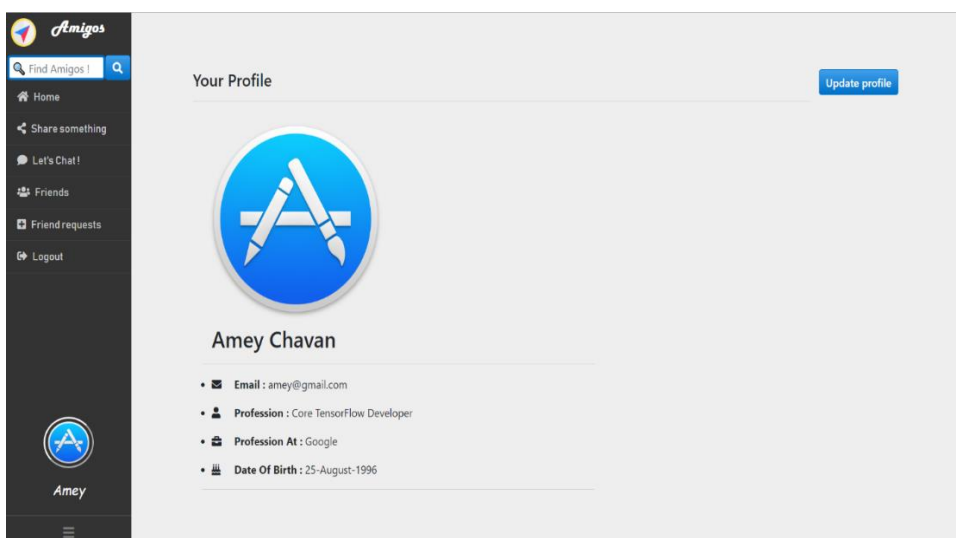 Amigos
Find Amigos !
Home
Share something
Let's Chat!
Friends
Friend requests
Logout
Amey
Your Profile
Update profile
Amey Chavan
Email : amey@gmail.com
Profession : Core TensorFlow Developer
Profession At : Google
Date Of Birth : 25-August-1996